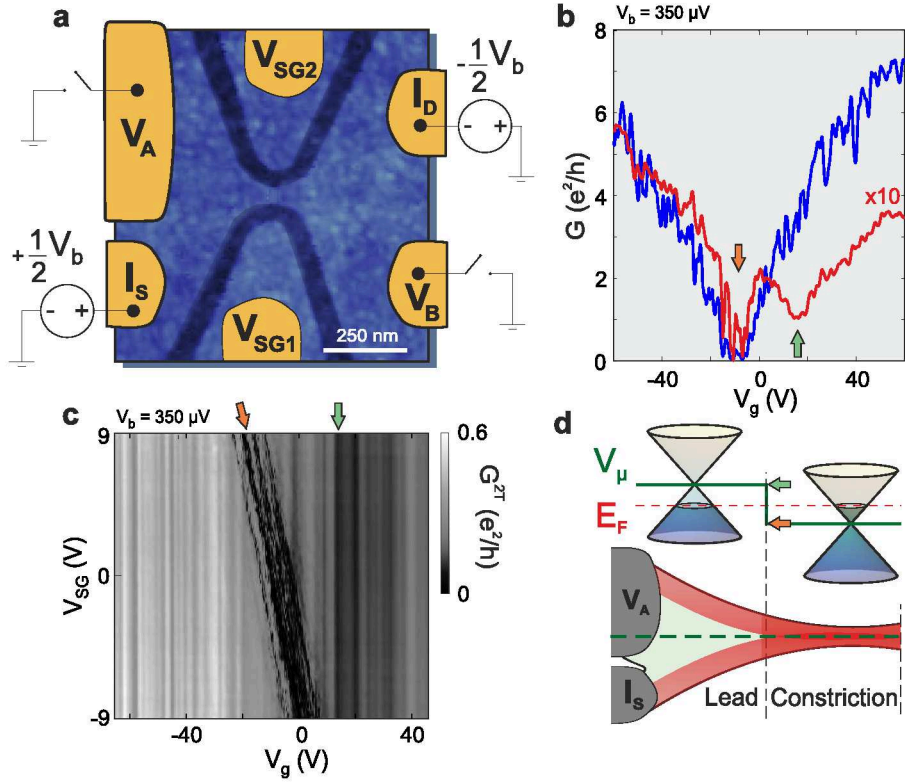 a
V_SG2
-1/2 V_b
I_D
- +
V_A
+1/2 V_b
I_S
- +
V_B
V_SG1
250 nm
b
V_b = 350 µV
8
6
4
2
0
G (e²/h)
x10
-40 0 40
V_g (V)
c
V_b = 350 µV
9
0
-9
V_SG (V)
-40 0 40
V_g (V)
0.6
G^2T (e²/h)
0
d
V_µ
E_F
V_A
I_S
Lead
Constriction